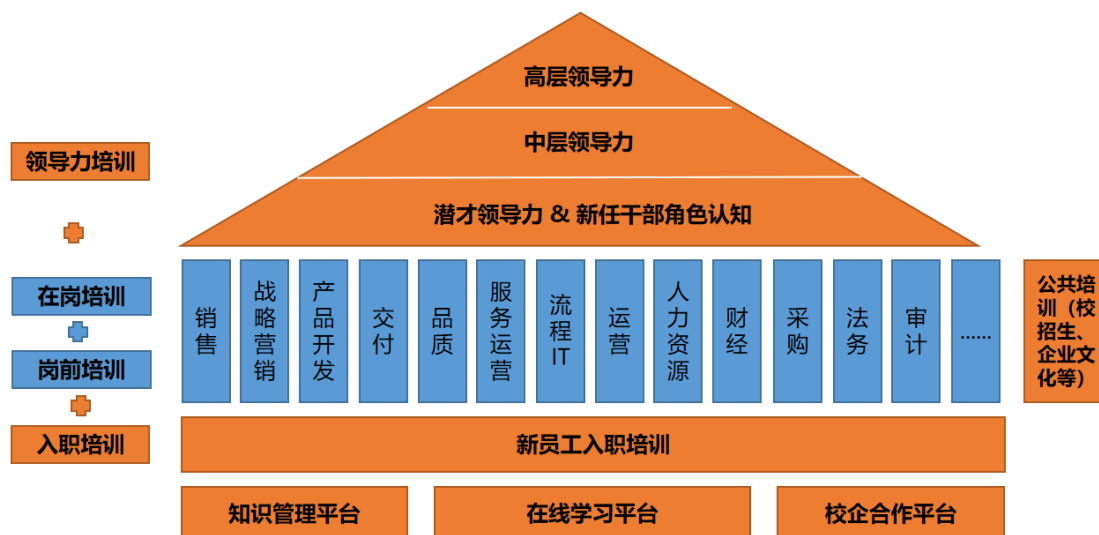 高层领导力
中层领导力
领导力培训
潜才领导力 & 新任干部角色认知
在岗培训
岗前培训
销售
战略营销
产品开发
交付
品质
服务运营
流程IT
运营
人力资源
财经
采购
法务
审计
......
公共培
训（校
招生、
企业文
化等）
入职培训
新员工入职培训
知识管理平台
在线学习平台
校企合作平台